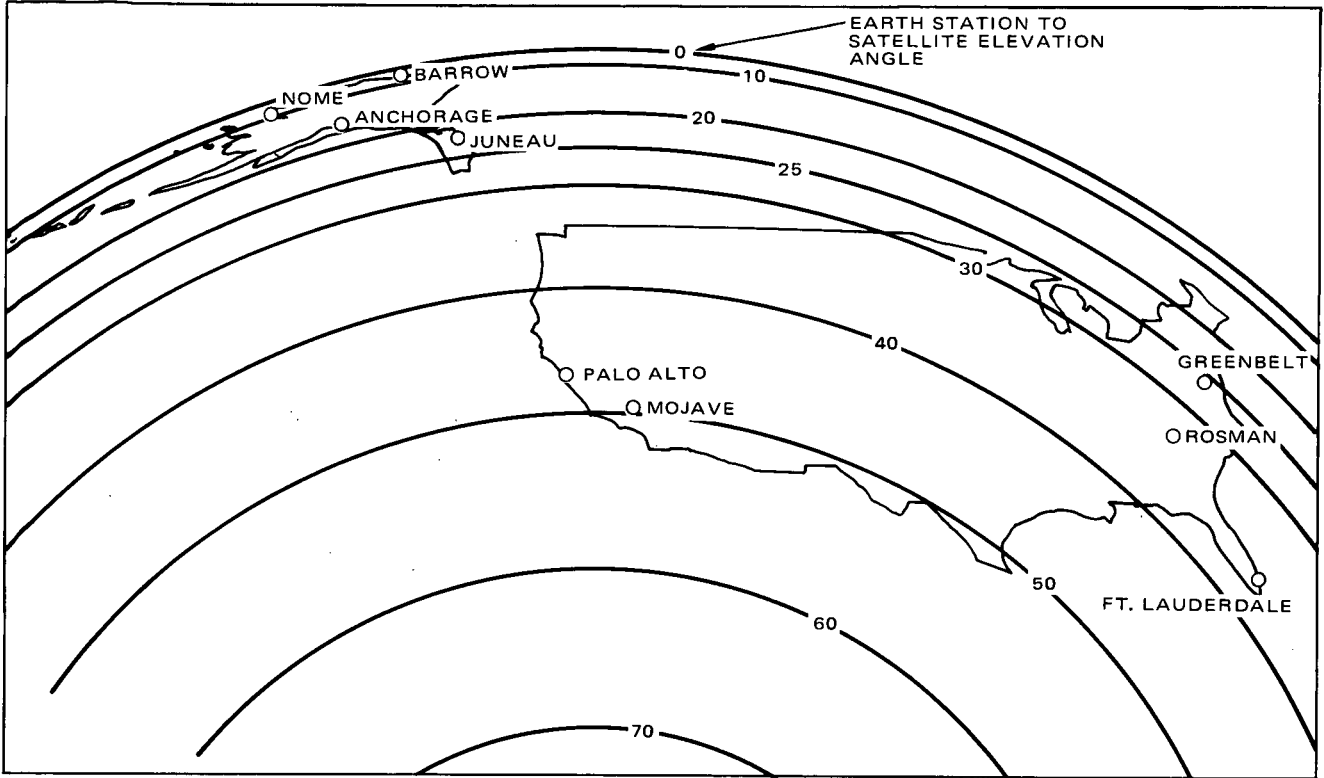 EARTH STATION TO
SATELLITE ELEVATION
ANGLE
0
10
BARROW
NOME
ANCHORAGE
20
JUNEAU
25
30
40
GREENBELT
PALO ALTO
MOJAVE
ROSMAN
50
FT. LAUDERDALE
60
70